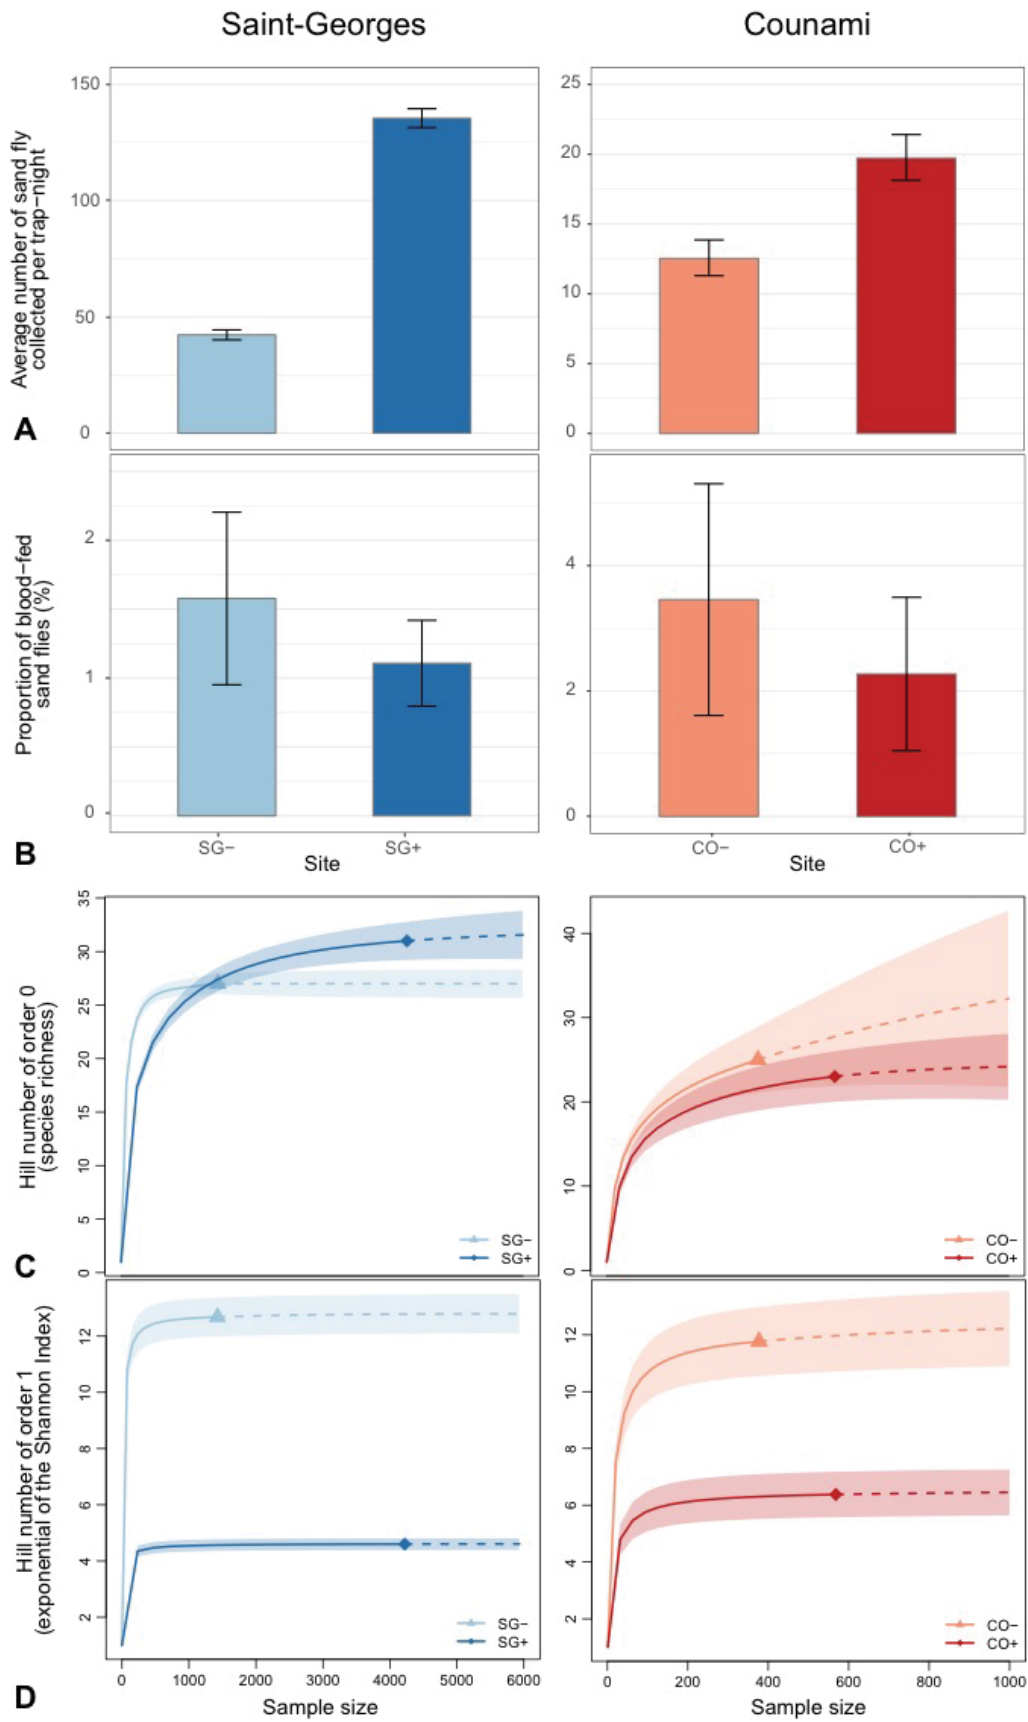 Saint-Georges
Counami
Average number of sand fly
collected per trap−night
150
100
50
0
25
20
15
10
5
0
A
Proportion of blood−fed
sand flies (%)
2
1
0
4
2
0
SG−
SG+
Site
CO−
CO+
Site
B
Hill number of order 0
(species richness)
35
30
25
20
15
10
5
0
SG−
SG+
40
30
20
10
0
CO−
CO+
C
Hill number of order 1
(exponential of the Shannon Index)
12
10
8
6
4
2
SG−
SG+
0
1000
2000
3000
4000
5000
6000
Sample size
12
10
8
6
4
2
CO−
CO+
0
200
400
600
800
1000
Sample size
D